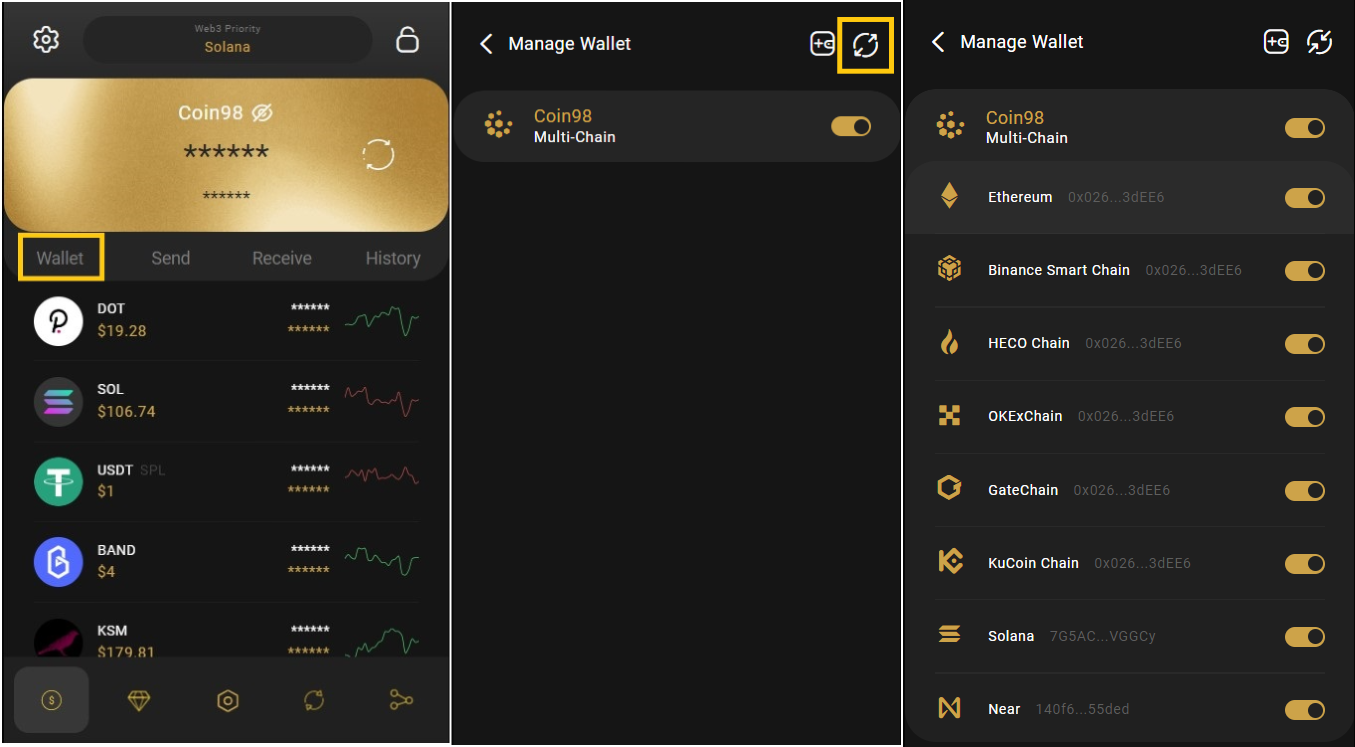 Web3 Priority
Solana
Coin98
******
******
Wallet Send Receive History
DOT ******
$19.28 ******
SOL ******
$106.74 ******
USDT SPL ******
$1 ******
BAND ******
$4 ******
KSM ******
$179.81 ******
Manage Wallet
Coin98
Multi-Chain
Manage Wallet
Coin98
Multi-Chain
Ethereum 0x026...3dEE6
Binance Smart Chain 0x026...3dEE6
HECO Chain 0x026...3dEE6
OKExChain 0x026...3dEE6
GateChain 0x026...3dEE6
KuCoin Chain 0x026...3dEE6
Solana 7G5AC...VGGCy
Near 140f6...55ded